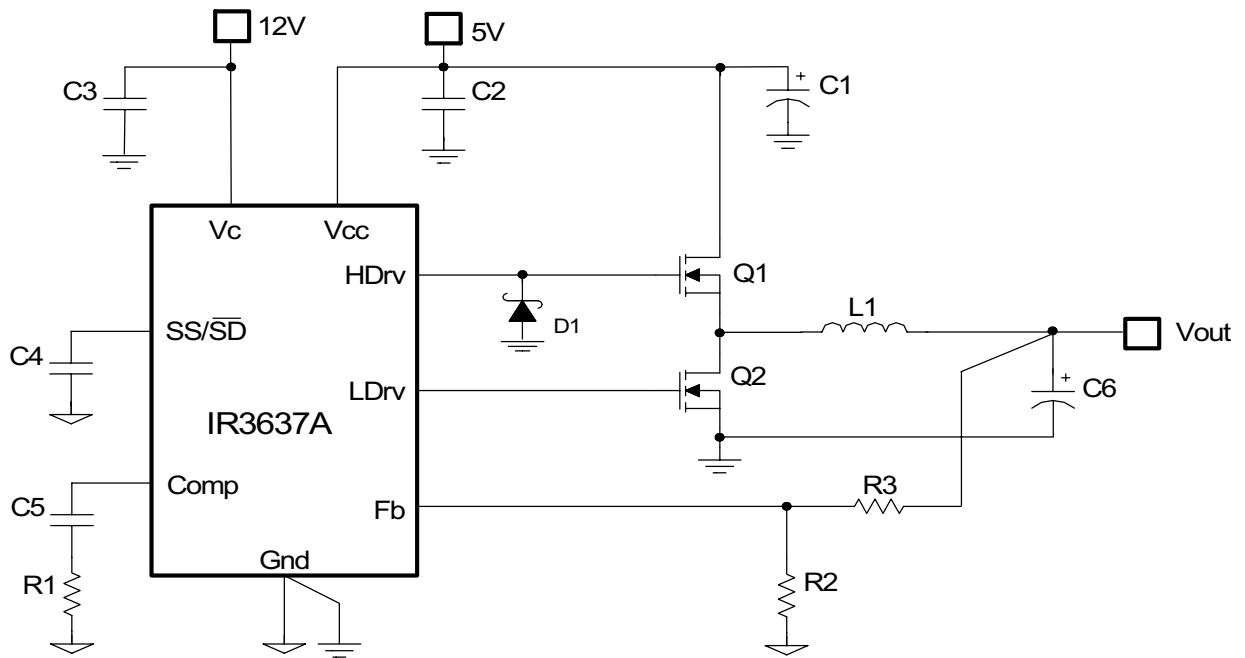 12V
5V
C3
C2
C1
Vc
Vcc
HDrv
Q1
D1
L1
SS/S̅D̅
Vout
C4
LDrv
Q2
C6
IR3637A
Comp
R3
C5
Fb
Gnd
R1
R2